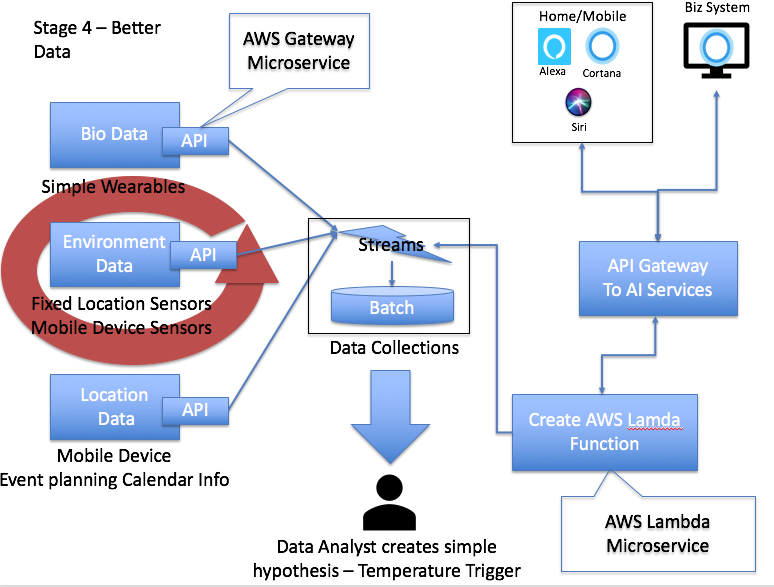 Stage 4 – Better
Data
AWS Gateway
Microservice
Home/Mobile
Alexa
Cortana
Siri
Biz System
Bio Data
API
Simple Wearables
Environment
Data
API
Fixed Location Sensors
Mobile Device Sensors
Location
Data
API
Mobile Device
Event planning Calendar Info
Streams
Batch
Data Collections
Data Analyst creates simple
hypothesis – Temperature Trigger
API Gateway
To AI Services
Create AWS Lamda
Function
AWS Lambda
Microservice